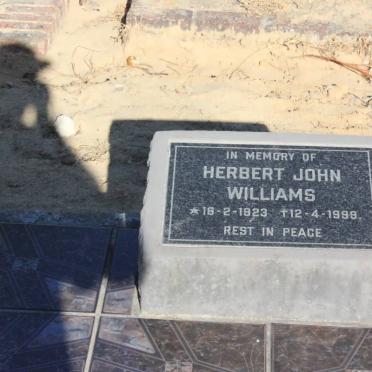 IN MEMORY OF
HERBERT JOHN
WILLIAMS
*16-2-1923 †12-4-1999.
REST IN PEACE